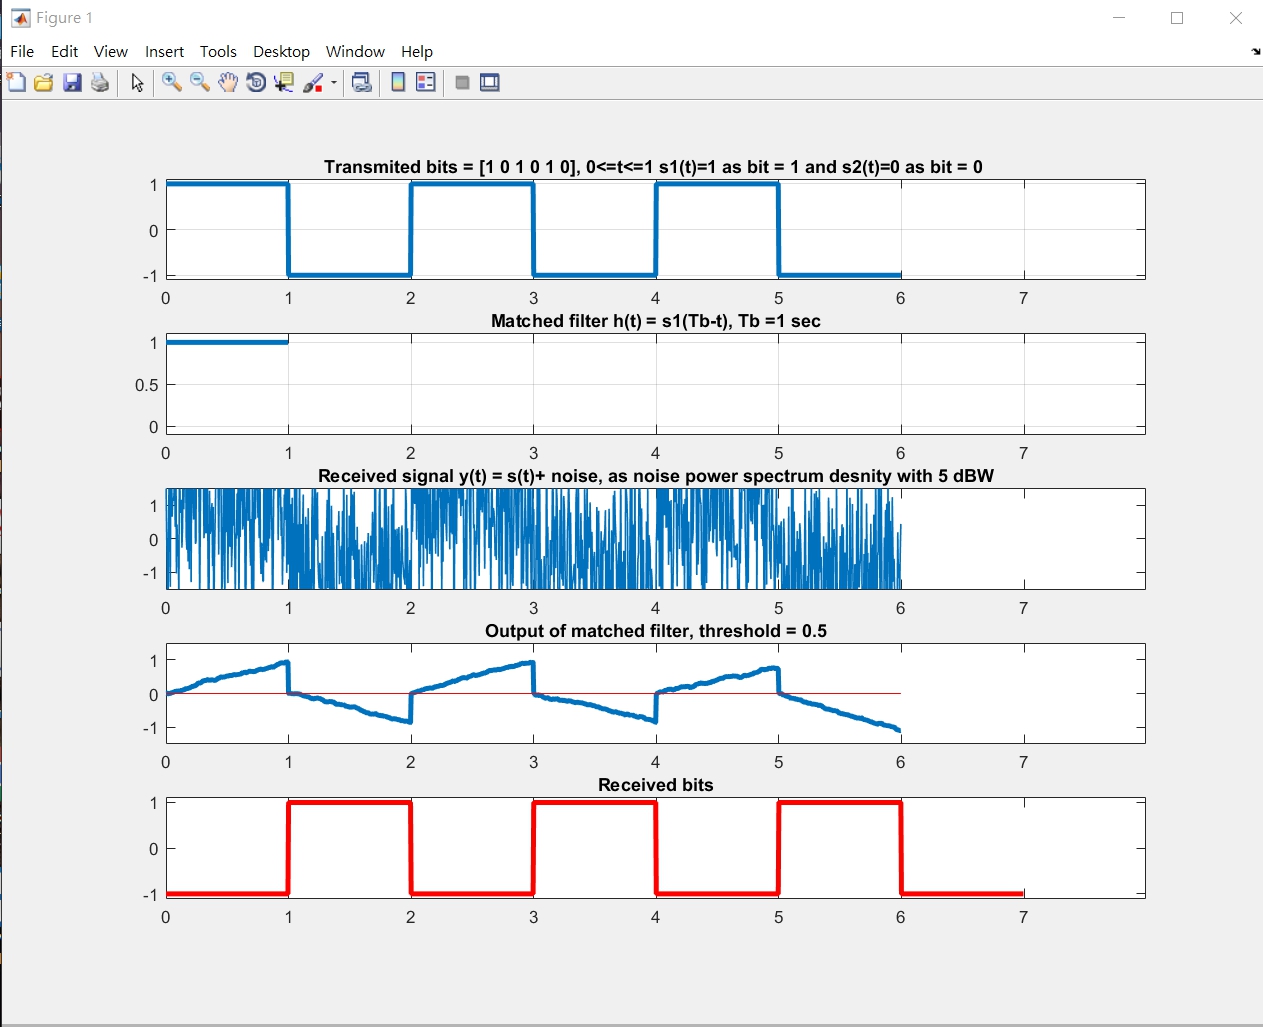 Figure 1
File Edit View Insert Tools Desktop Window Help
Transmited bits = [1 0 1 0 1 0], 0<=t<=1 s1(t)=1 as bit = 1 and s2(t)=0 as bit = 0
1
0
-1
0 1 2 3 4 5 6 7
Matched filter h(t) = s1(Tb-t), Tb =1 sec
1
0.5
0
0 1 2 3 4 5 6 7
Received signal y(t) = s(t)+ noise, as noise power spectrum desnity with 5 dBW
1
0
-1
0 1 2 3 4 5 6 7
Output of matched filter, threshold = 0.5
1
0
-1
0 1 2 3 4 5 6 7
Received bits
1
0
-1
0 1 2 3 4 5 6 7